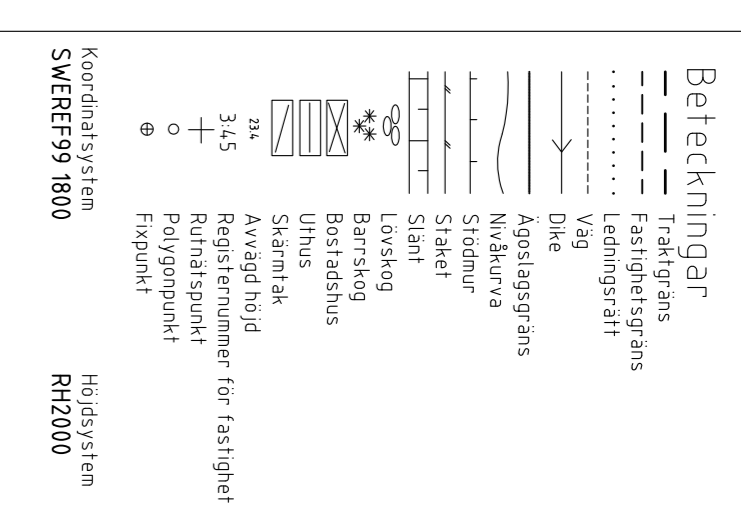 Beteckningar
Traktgräns
Fastighetsgräns
Ledningsrätt
Väg
Dike
Ägoslagsgräns
Nivåkurva
Stödmur
Staket
Slänt
Lövskog
Barrskog
Bostadshus
Uthus
Skärmtak
23.4 Avvägd höjd
3:45 Registernummer för fastighet
Rutnätspunkt
Polygonpunkt
Fixpunkt
Koordinatsystem Höjdsystem
SWEREF99 1800 RH2000